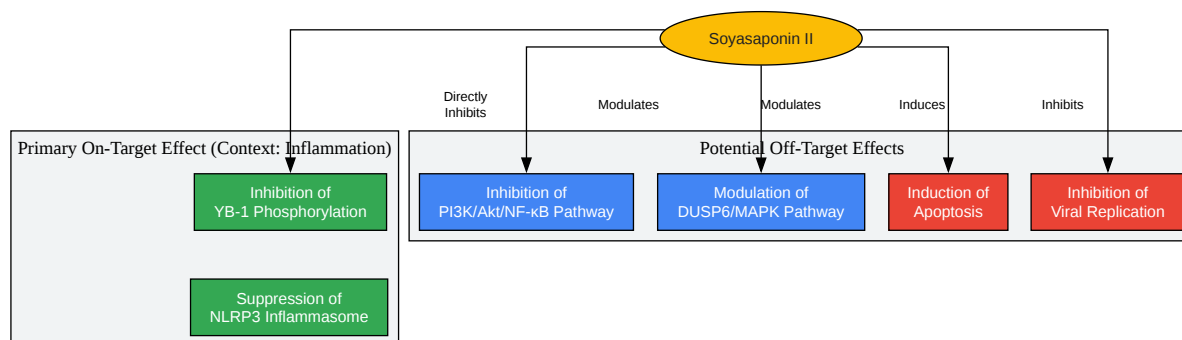 Soyasaponin II
Directly
Inhibits
Modulates
Modulates
Induces
Inhibits
Primary On-Target Effect (Context: Inflammation)
Potential Off-Target Effects
Inhibition of
YB-1 Phosphorylation
Inhibition of
PI3K/Akt/NF-κB Pathway
Modulation of
DUSP6/MAPK Pathway
Induction of
Apoptosis
Inhibition of
Viral Replication
Suppression of
NLRP3 Inflammasome